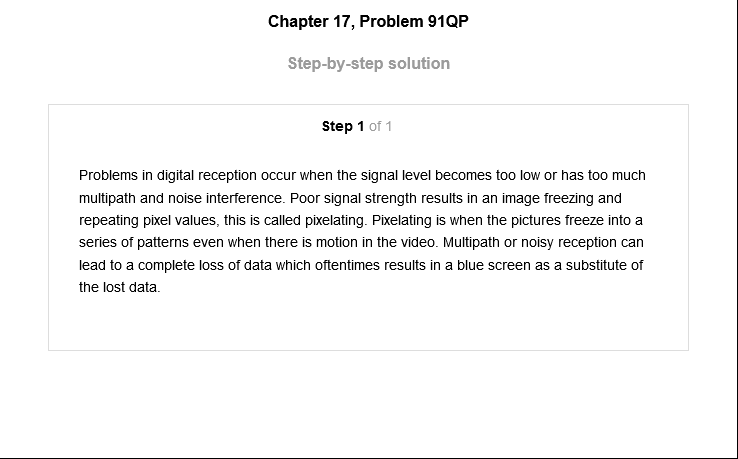 Chapter 17, Problem 91QP
Step-by-step solution
Step 1 of 1
Problems in digital reception occur when the signal level becomes too low or has too much
multipath and noise interference. Poor signal strength results in an image freezing and
repeating pixel values, this is called pixelating. Pixelating is when the pictures freeze into a
series of patterns even when there is motion in the video. Multipath or noisy reception can
lead to a complete loss of data which oftentimes results in a blue screen as a substitute of
the lost data.